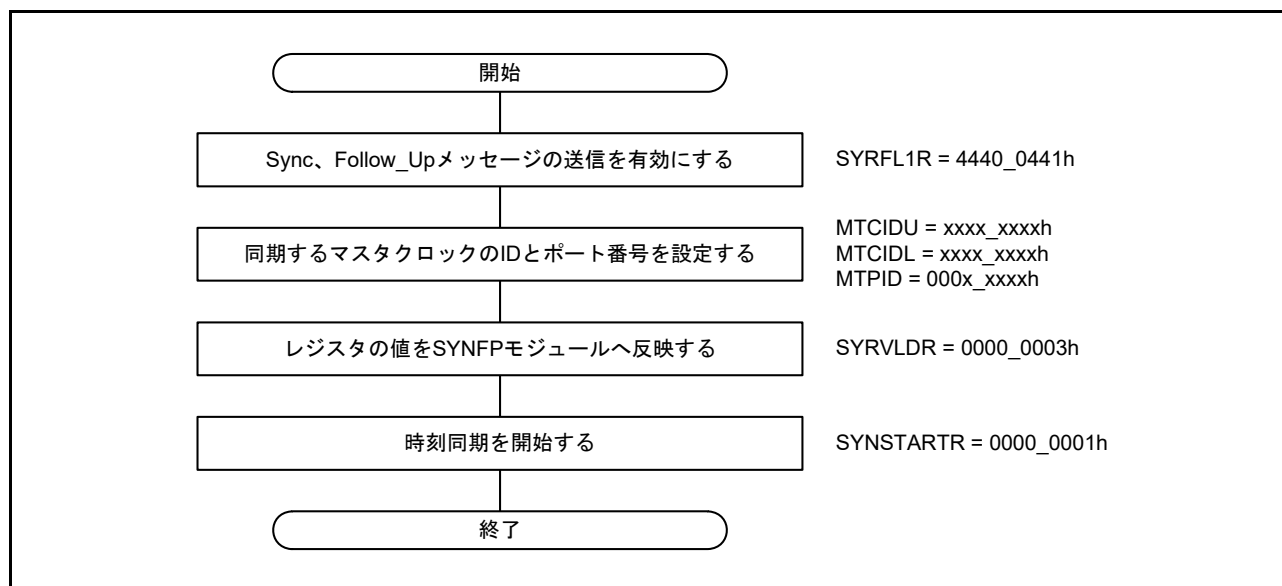 開始
Sync、Follow_Upメッセージの送信を有効にする
SYRFL1R = 4440_0441h
同期するマスタクロックのIDとポート番号を設定する
MTCIDU = xxxx_xxxxh
MTCIDL = xxxx_xxxxh
MTPID = 000x_xxxxh
レジスタの値をSYNFPモジュールへ反映する
SYRVLDR = 0000_0003h
時刻同期を開始する
SYNSTARTR = 0000_0001h
終了